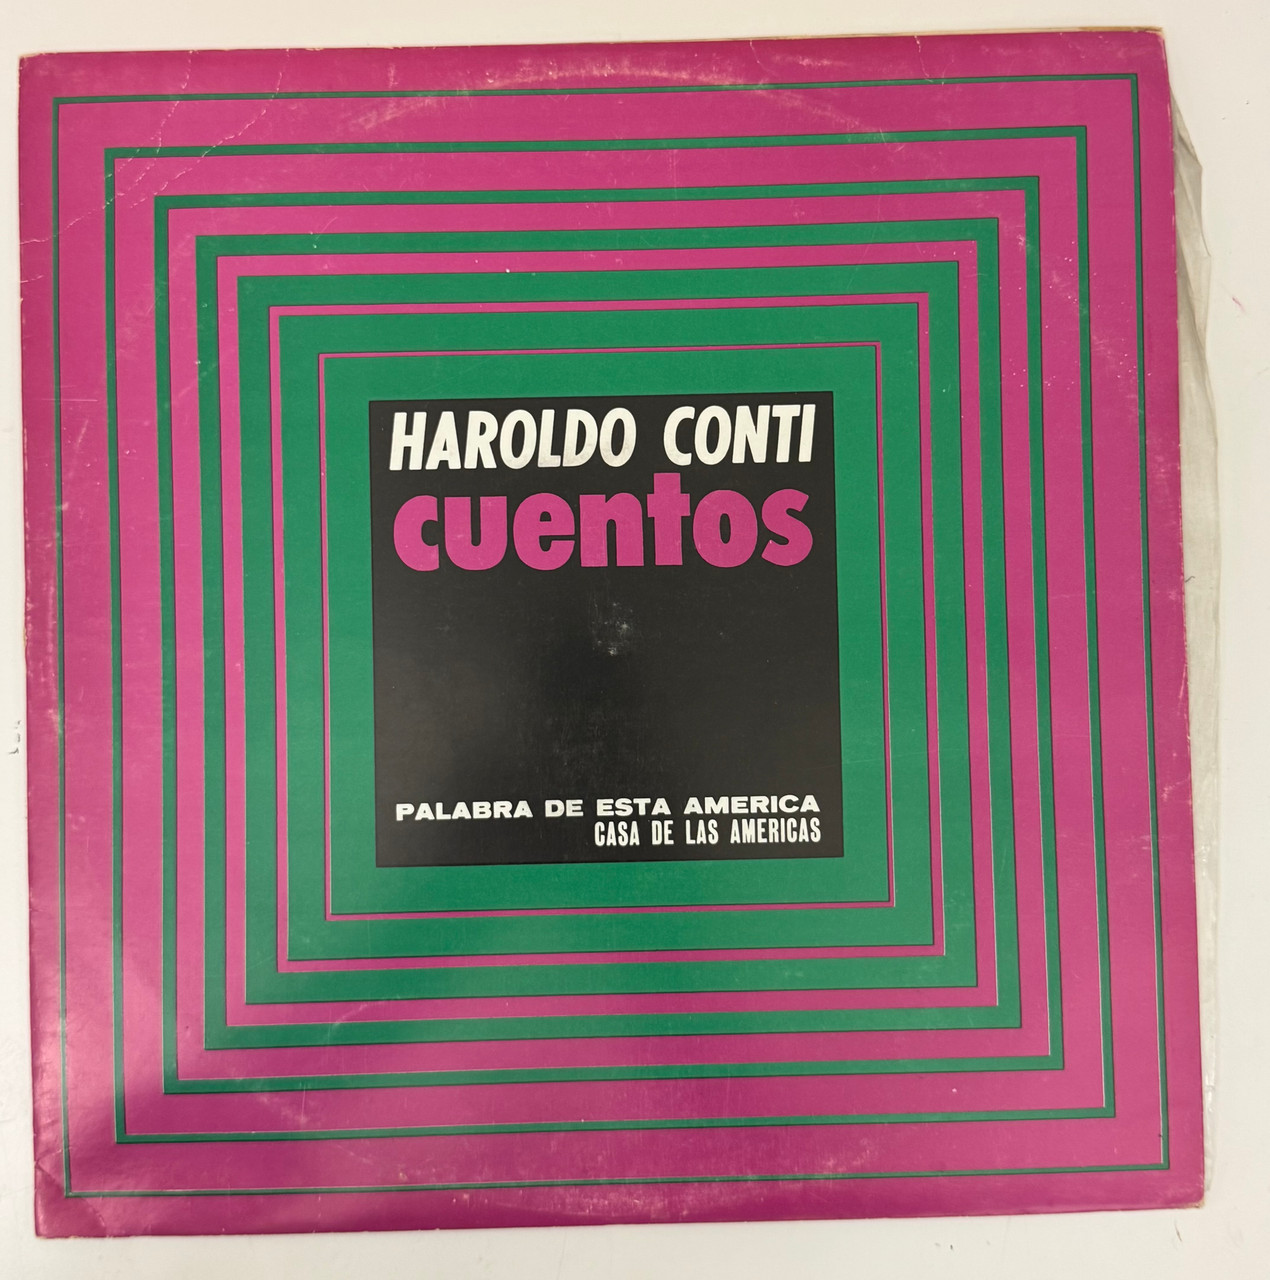 HAROLDO CONTI
cuentos
PALABRA DE ESTA AMERICA
CASA DE LAS AMERICAS